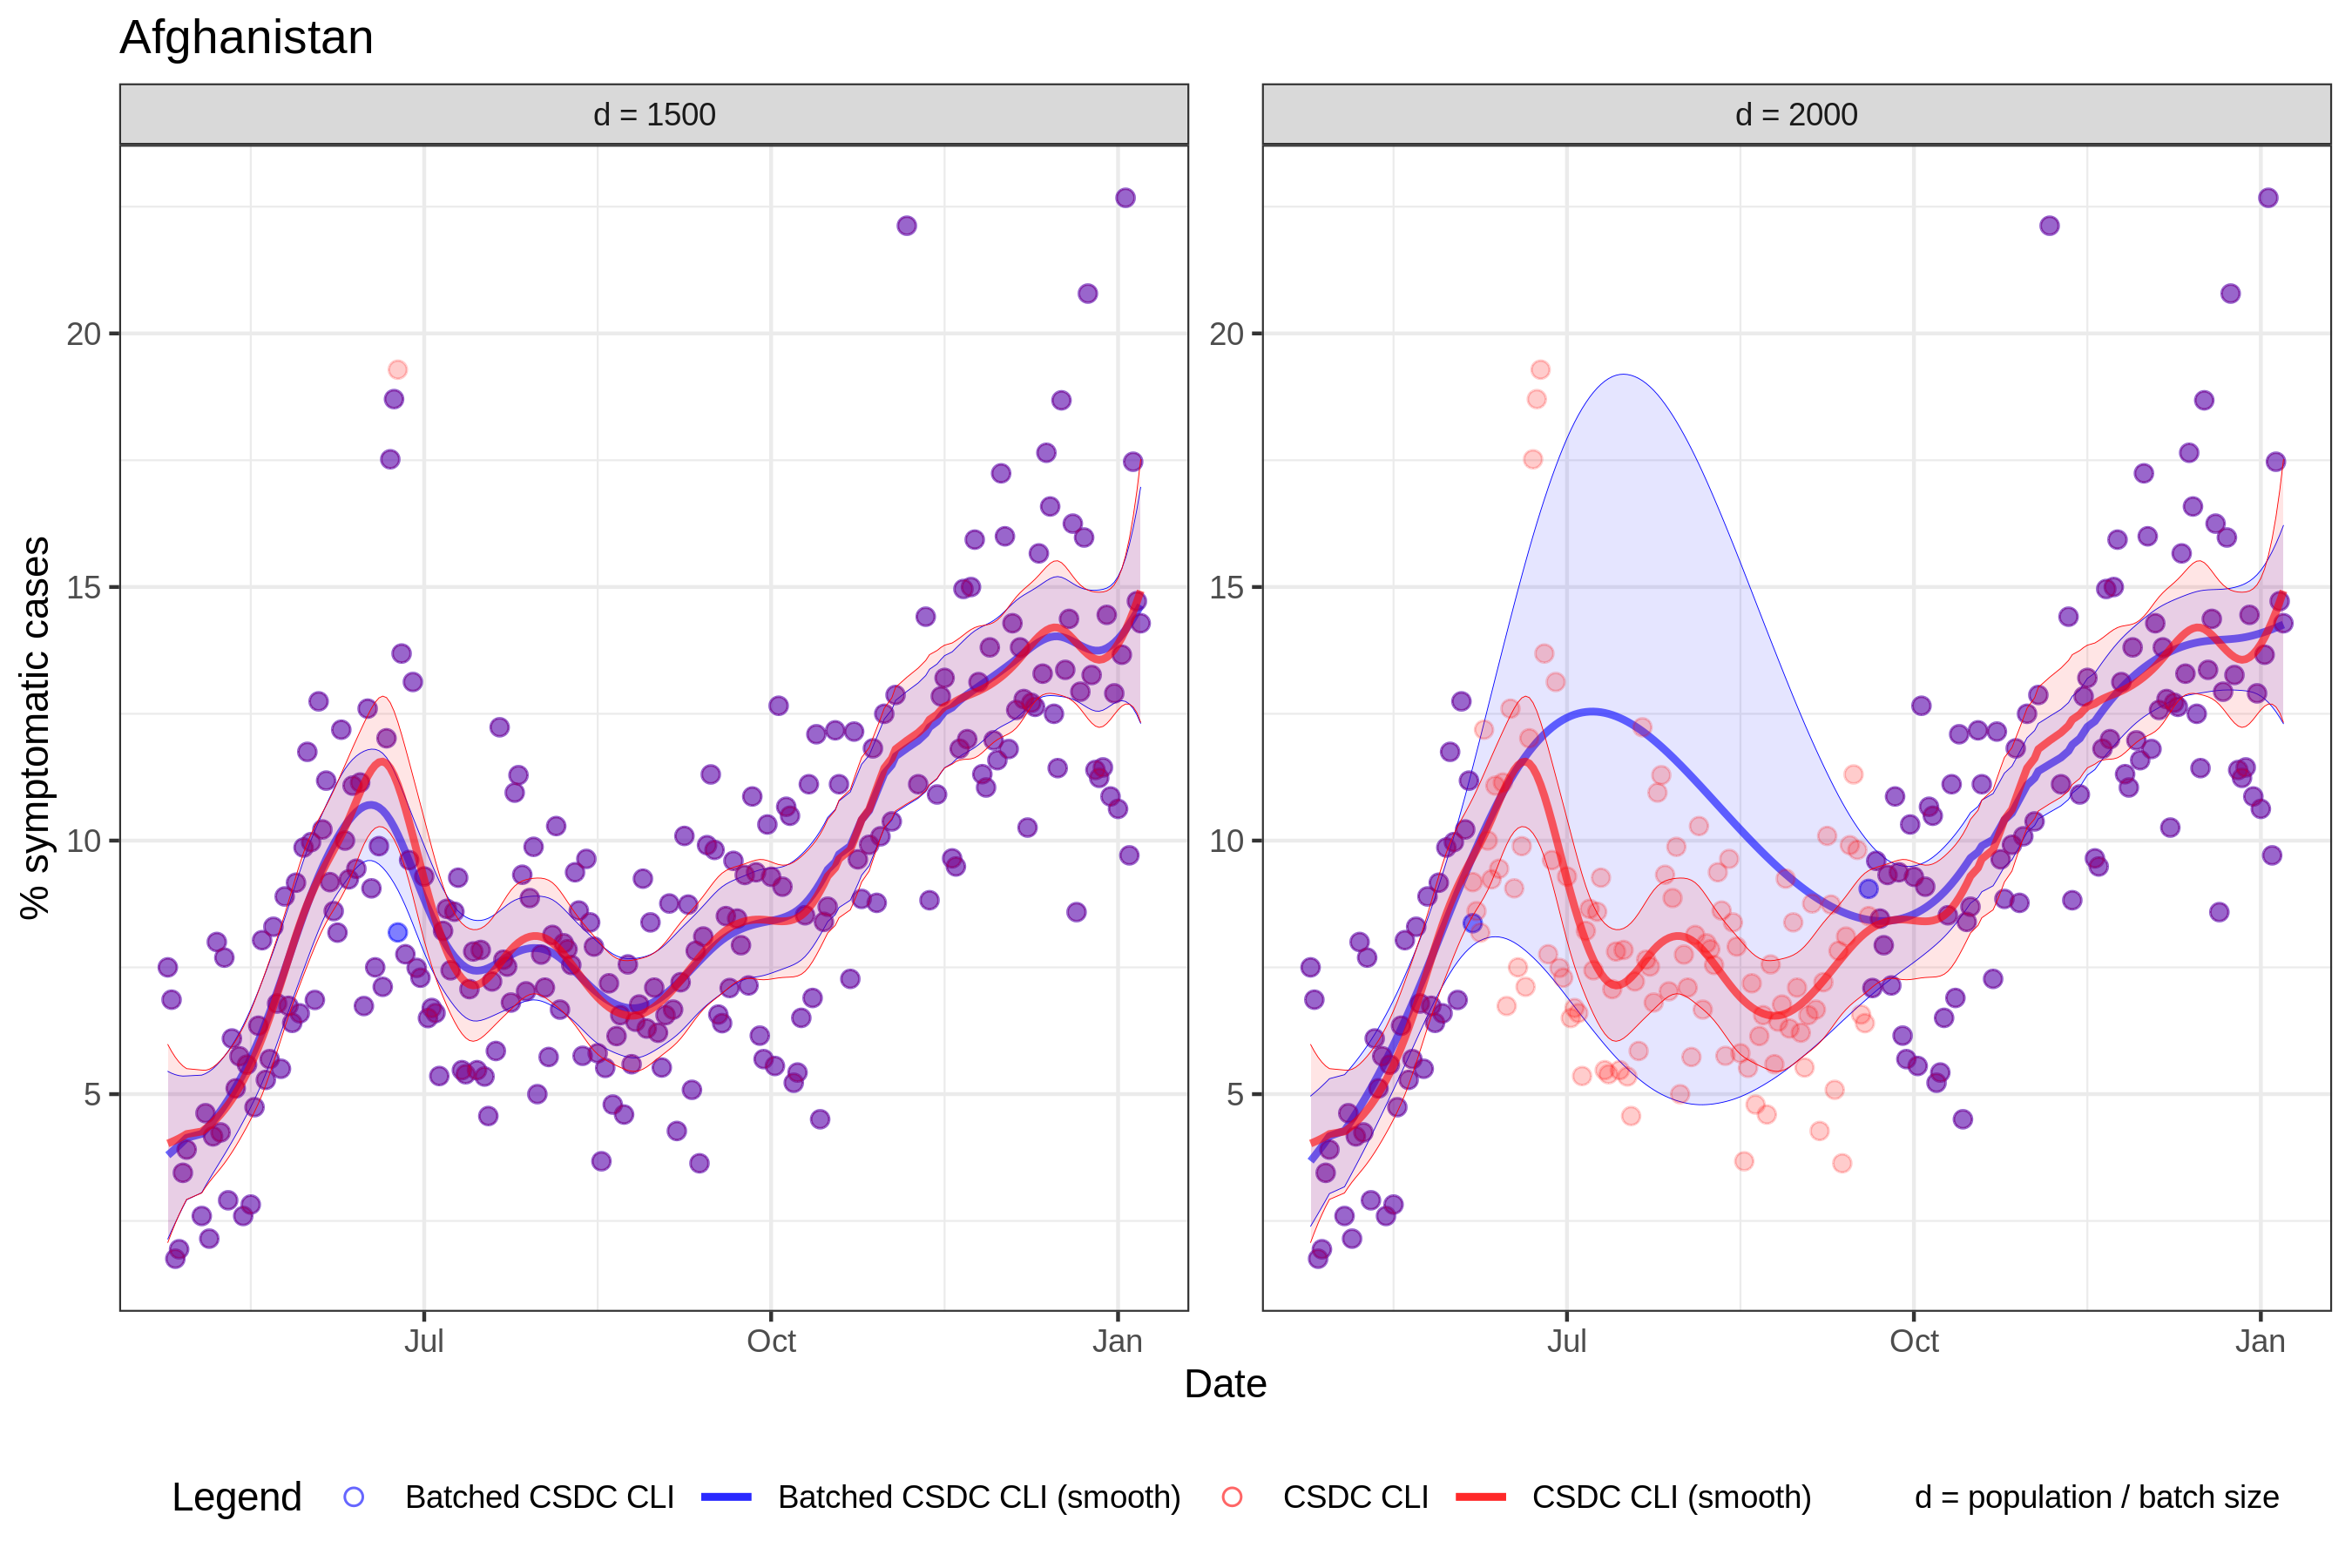 Afghanistan
d = 1500
d = 2000
% symptomatic cases
20
15
10
5
20
15
10
5
Jul Oct Jan
Jul Oct Jan
Date
Legend Batched CSDC CLI Batched CSDC CLI (smooth) CSDC CLI CSDC CLI (smooth) d = population / batch size